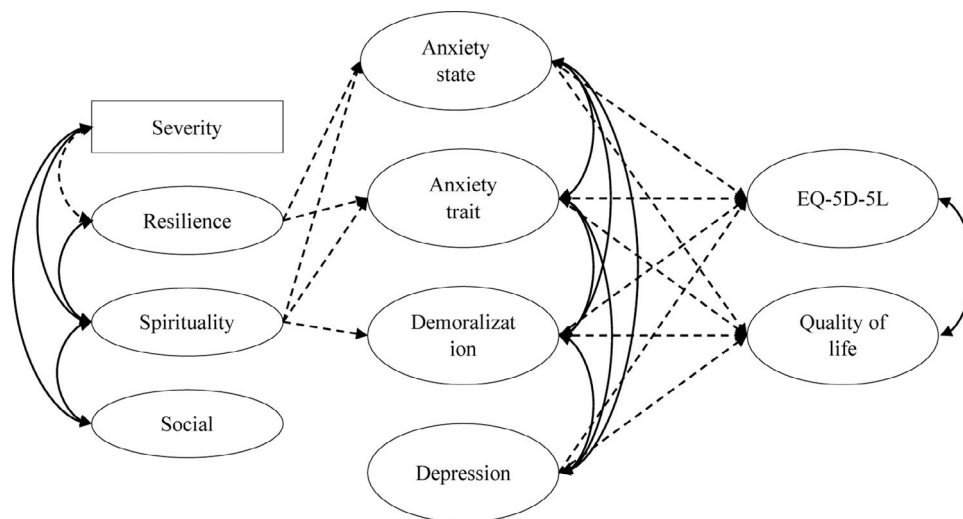 Anxiety
state
Severity
Resilience
Anxiety
trait
EQ-5D-5L
Spirituality
Demoralizat
ion
Quality of
life
Social
Depression